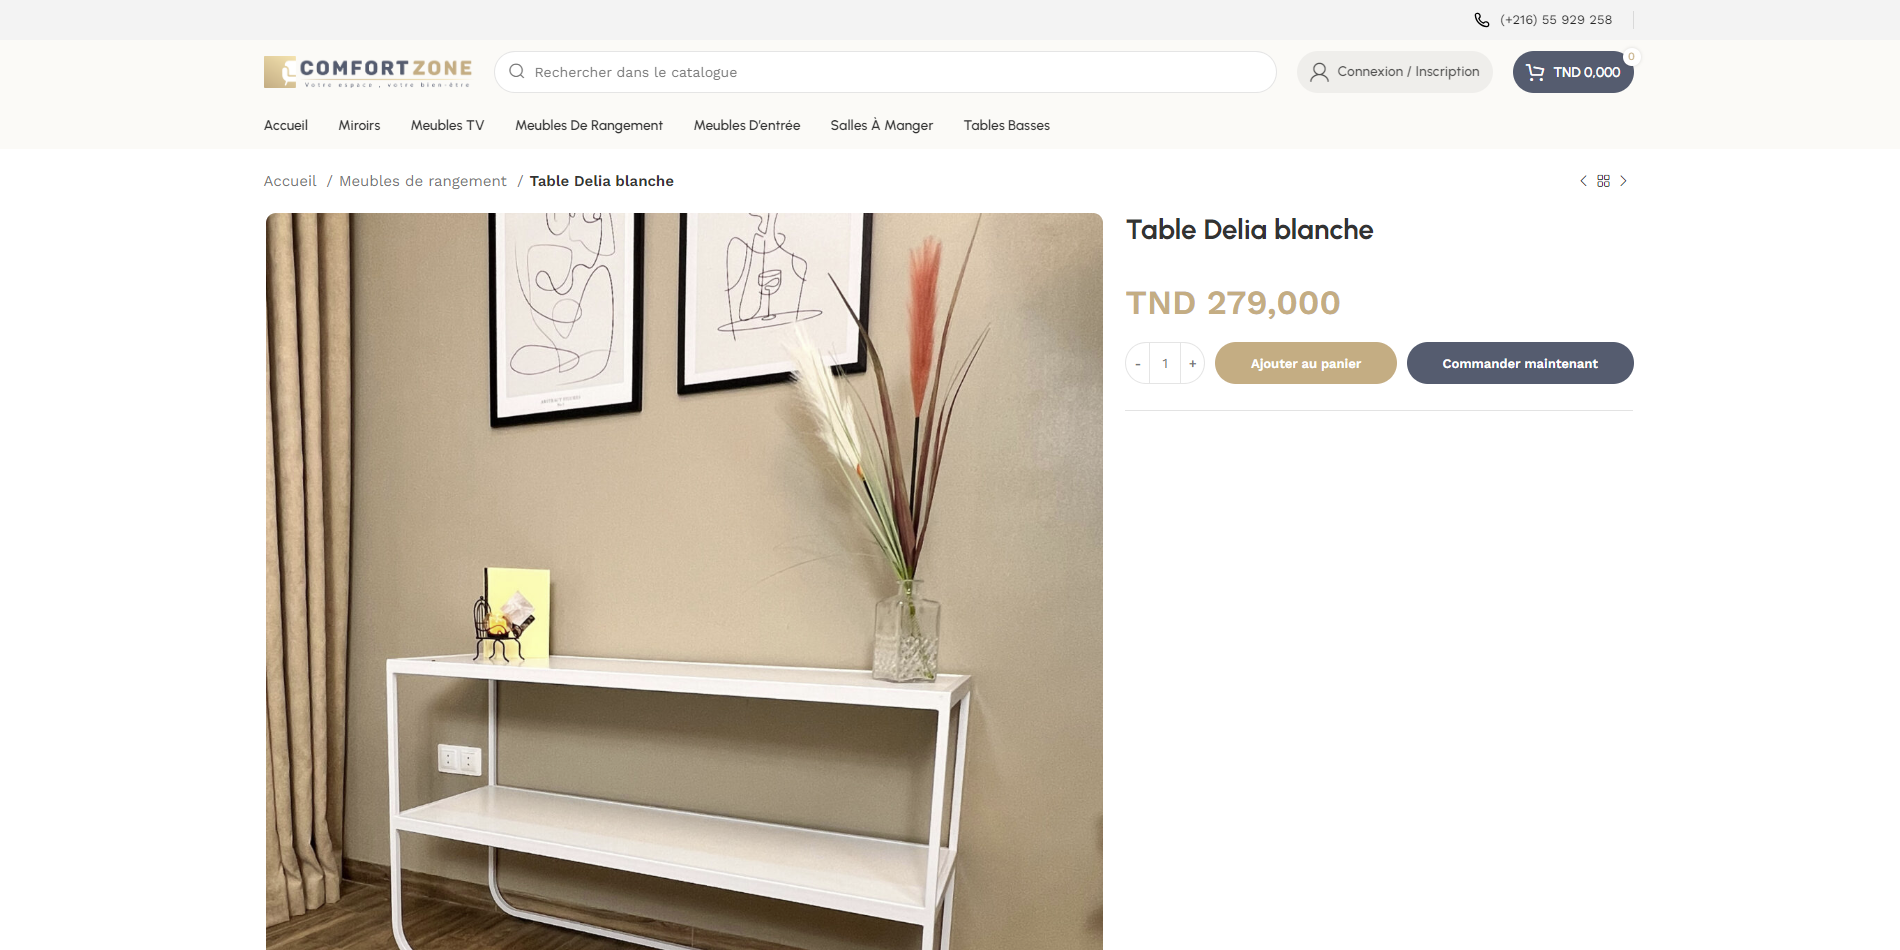 (+216) 55 929 258
COMFORTZONE
Votre espace , votre bien-être
Rechercher dans le catalogue
Connexion / Inscription
TND 0,000
0
Accueil
Miroirs
Meubles TV
Meubles De Rangement
Meubles D'entrée
Salles À Manger
Tables Basses
Accueil / Meubles de rangement / Table Delia blanche
Table Delia blanche
TND 279,000
- 1 +
Ajouter au panier
Commander maintenant